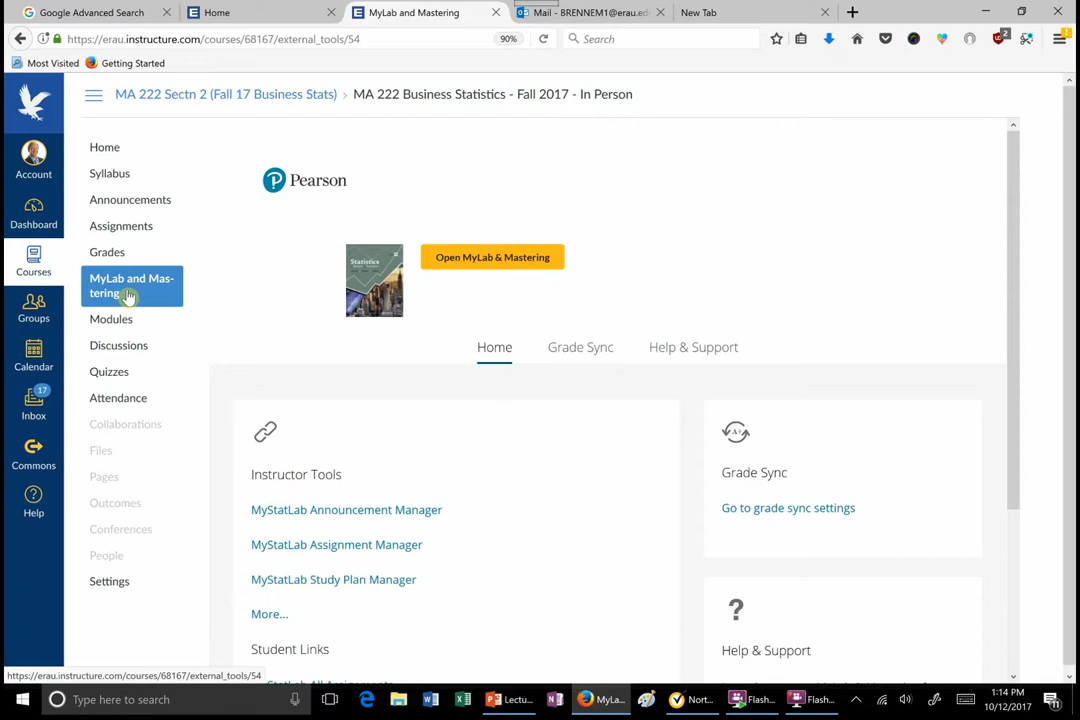 Google Advanced Search
Home
MyLab and Mastering
Mail - BRENNEM1@erau.ed
New Tab
https://erau.instructure.com/courses/68167/external_tools/54
90%
Search
2
Most Visited
Getting Started
MA 222 Sectn 2 (Fall 17 Business Stats) › MA 222 Business Statistics - Fall 2017 - In Person
Account
Dashboard
Courses
Groups
Calendar
17
Inbox
Commons
Help
Home
Syllabus
Announcements
Assignments
Grades
MyLab and Mas-
tering
Modules
Discussions
Quizzes
Attendance
Collaborations
Files
Pages
Outcomes
Conferences
People
Settings
P Pearson
Statistics
Open MyLab & Mastering
Home
Grade Sync
Help & Support
Instructor Tools
MyStatLab Announcement Manager
MyStatLab Assignment Manager
MyStatLab Study Plan Manager
More...
Student Links
A+
Grade Sync
Go to grade sync settings
?
Help & Support
https://erau.instructure.com/courses/68167/external_tools/54
Type here to search
Lectu...
MyLa...
Nort...
Flash...
Flash...
1:14 PM
10/12/2017
11